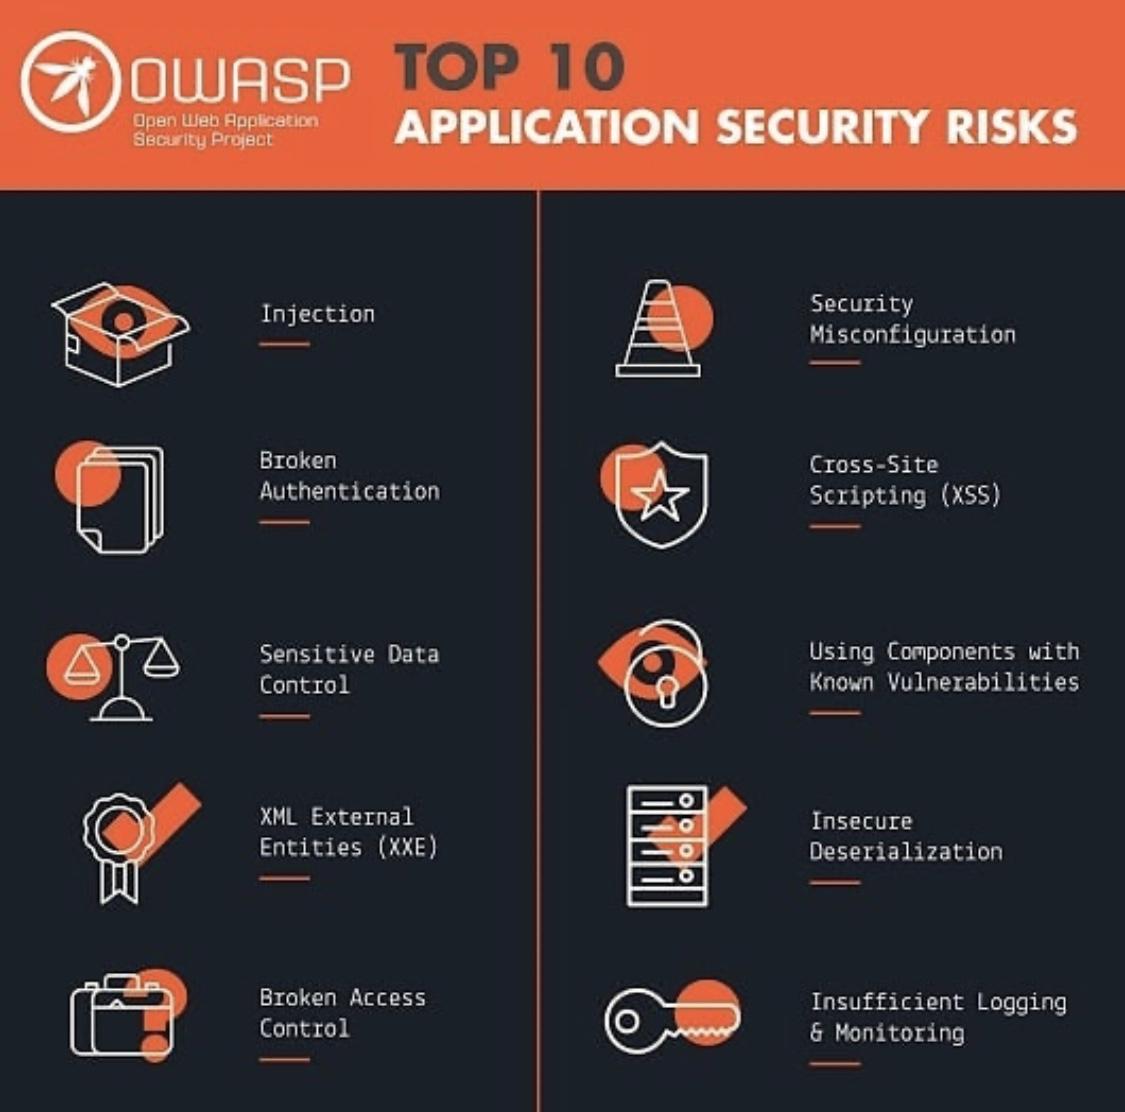 OWASP
Open Web Application
Security Project
TOP 10
APPLICATION SECURITY RISKS
Injection
Broken
Authentication
Sensitive Data
Control
XML External
Entities (XXE)
Broken Access
Control
Security
Misconfiguration
Cross-Site
Scripting (XSS)
Using Components with
Known Vulnerabilities
Insecure
Deserialization
Insufficient Logging
& Monitoring